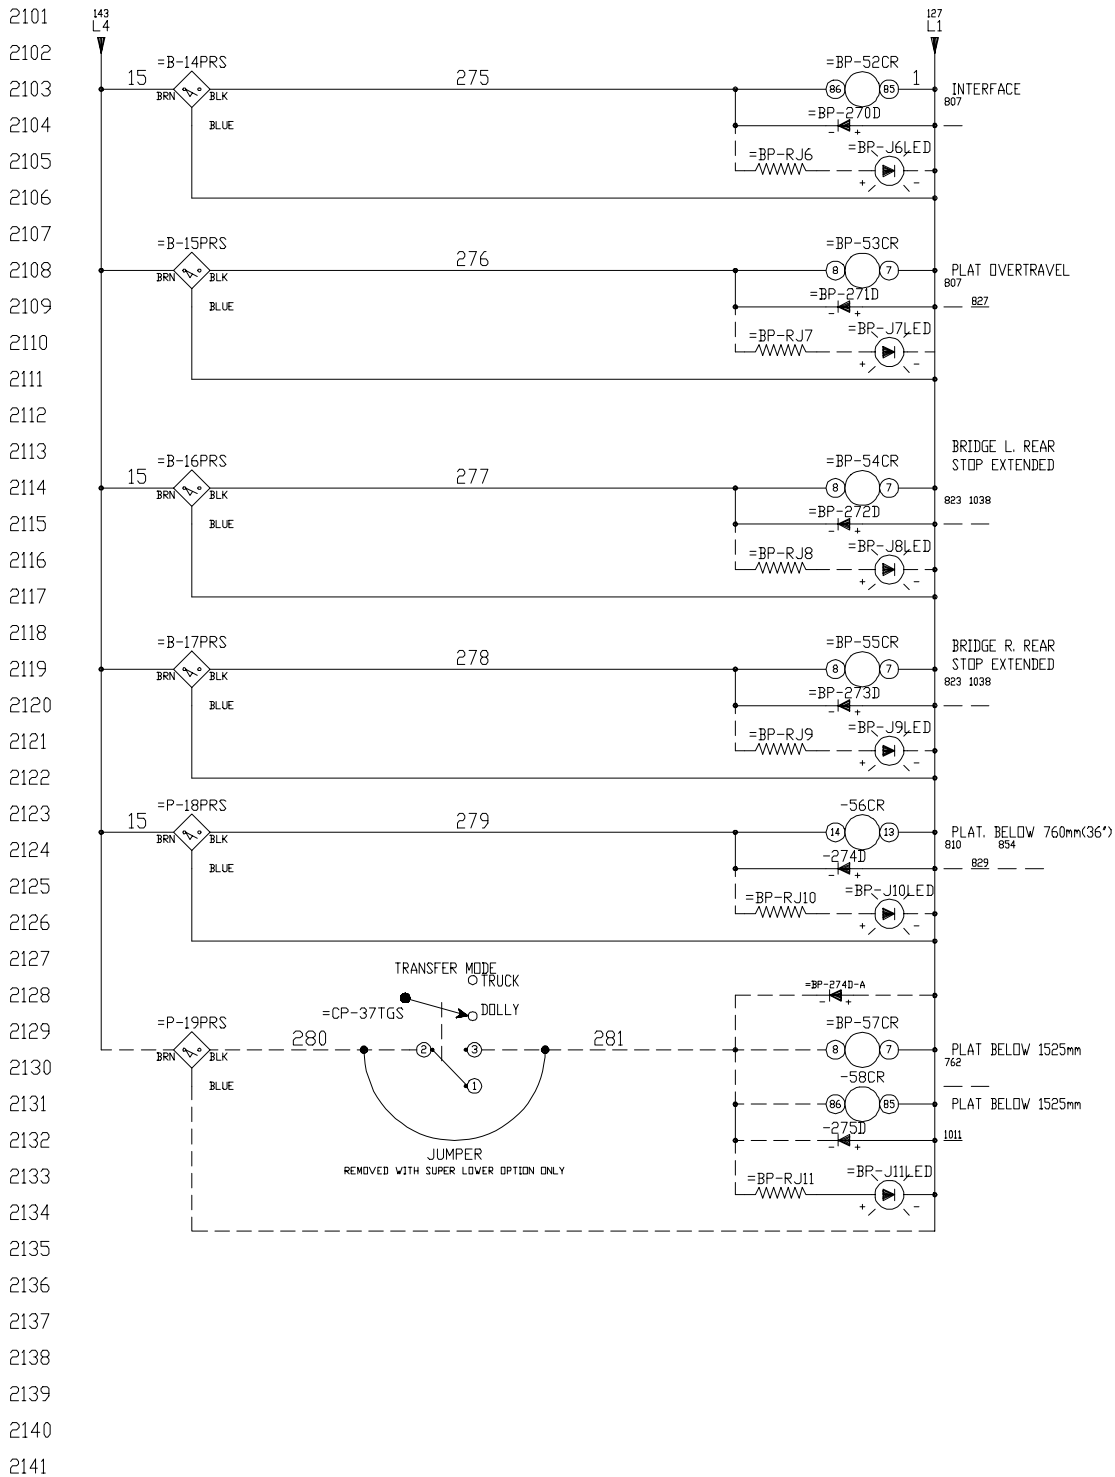 2101 143 127
L4 L1
2102
=B-14PRS =BP-52CR
15 275 1
2103 86 85 INTERFACE
BRN BLK 807
=BP-270D
2104 BLUE - +
2105 =BP-RJ6 =BP-J6LED
+ -
2106
2107
=B-15PRS =BP-53CR
276
2108 8 7 PLAT OVERTRAVEL
BRN BLK 807
=BP-271D
2109 BLUE - + 827
2110 =BP-RJ7 =BP-J7LED
+ -
2111
2112
2113 BRIDGE L. REAR
=B-16PRS =BP-54CR STOP EXTENDED
15 277
2114 8 7
BRN BLK 823 1038
=BP-272D
2115 BLUE - +
2116 =BP-RJ8 =BP-J8LED
+ -
2117
2118
=B-17PRS =BP-55CR BRIDGE R. REAR
278 STOP EXTENDED
2119 8 7
BRN BLK 823 1038
=BP-273D
2120 BLUE - +
2121 =BP-RJ9 =BP-J9LED
+ -
2122
2123 =P-18PRS -56CR
15 279 14 13 PLAT. BELOW 760mm(36")
BRN BLK 810 854
2124 -274D
BLUE - + 829
2125 =BP-RJ10 =BP-J10LED
2126 + -
2127
TRANSFER MODE
TRUCK
2128 =BP-274D-A
- +
DOLLY
=P-19PRS =CP-37TGS =BP-57CR
2129 280 281
BRN BLK 2 3 8 7 PLAT BELOW 1525mm
2130 762
BLUE 1 -58CR
2131 86 85 PLAT BELOW 1525mm
-275D
2132 - + 1011
JUMPER
REMOVED WITH SUPER LOWER OPTION ONLY
2133 =BP-RJ11 =BP-J11LED
+ -
2134
2135
2136
2137
2138
2139
2140
2141